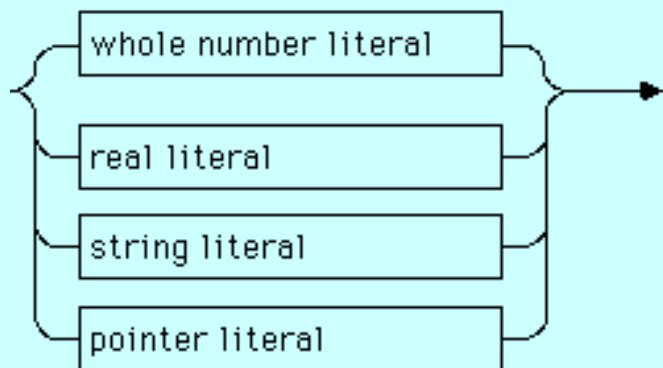 whole number literal
real literal
string literal
pointer literal